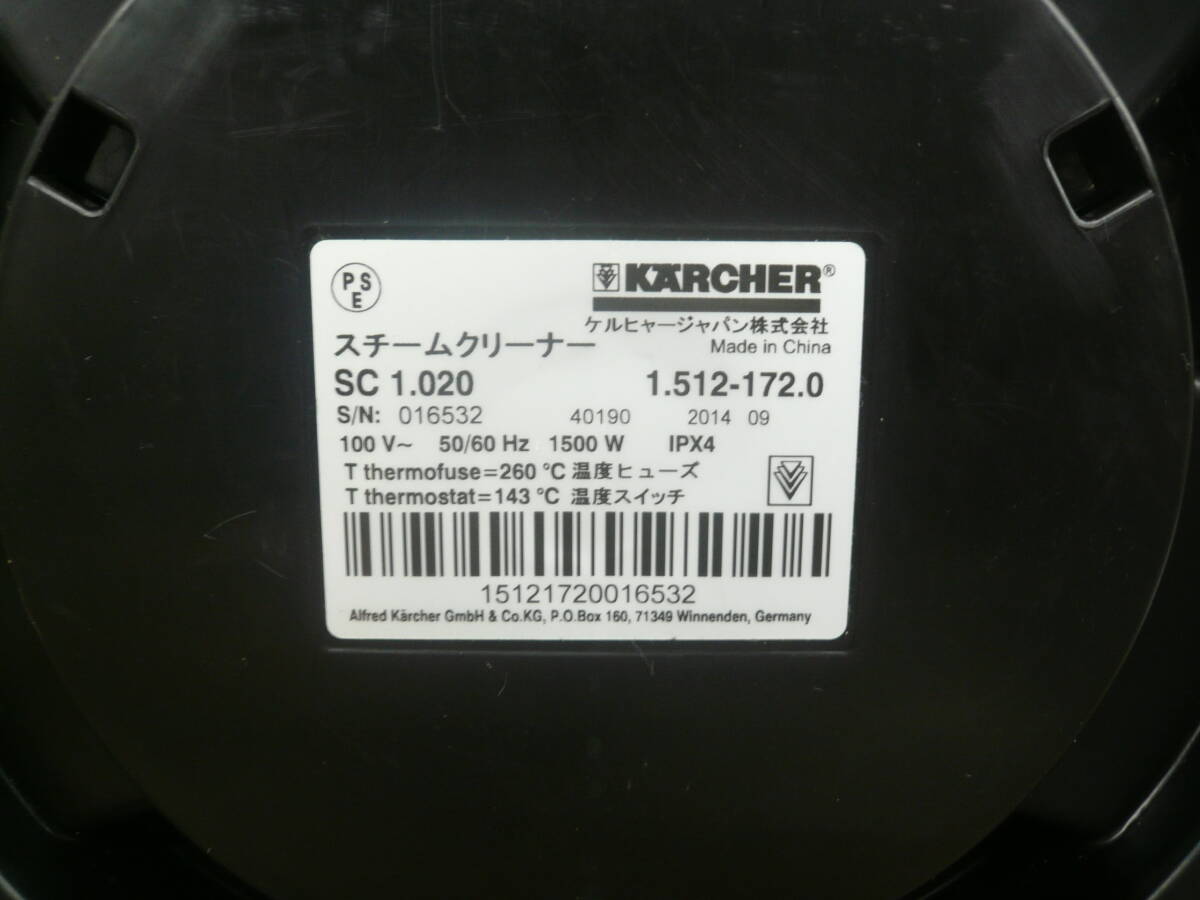 PSE
KÄRCHER®
ケルヒャージャパン株式会社
スチームクリーナー
Made in China
SC 1.020 1.512-172.0
S/N: 016532 40190 2014 09
100 V~ 50/60 Hz 1500 W IPX4
T thermofuse=260 °C 温度ヒューズ
T thermostat=143 °C 温度スイッチ
15121720016532
Alfred Kärcher GmbH & Co.KG, P.O.Box 160, 71349 Winnenden, Germany